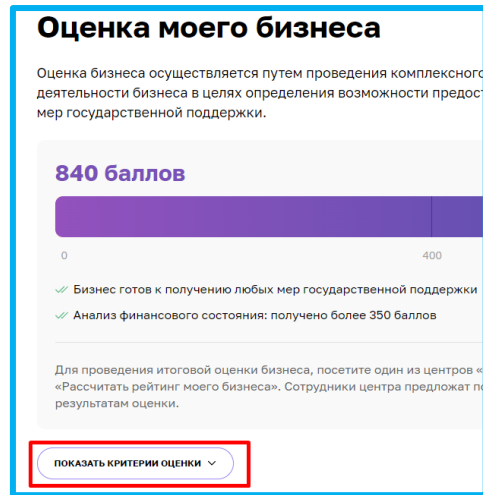 Оценка моего бизнеса
Оценка бизнеса осуществляется путем проведения комплексного
деятельности бизнеса в целях определения возможности
мер государственной поддержки.
840 баллов
0 400
Бизнес готов к получению любых мер государственной поддержки
Анализ финансового состояния: получено более 350 баллов
Для проведения итоговой оценки бизнеса, посетите один из центров «
«Рассчитать рейтинг моего бизнеса». Сотрудники центра предложат
результатам оценки.
ПОКАЗАТЬ КРИТЕРИИ ОЦЕНКИ